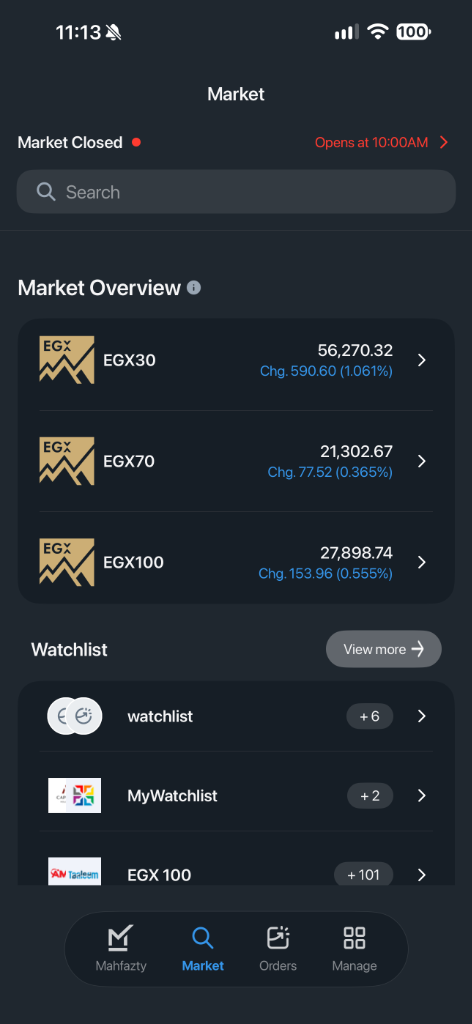 11:13
100
Market
Market Closed
Opens at 10:00AM
Search
Market Overview
EGX
EGX30
56,270.32
Chg. 590.60 (1.061%)
EGX
EGX70
21,302.67
Chg. 77.52 (0.365%)
EGX
EGX100
27,898.74
Chg. 153.96 (0.555%)
Watchlist
View more
watchlist
+ 6
MyWatchlist
+ 2
Taaleem
EGX 100
+ 101
Mahfazty
Market
Orders
Manage